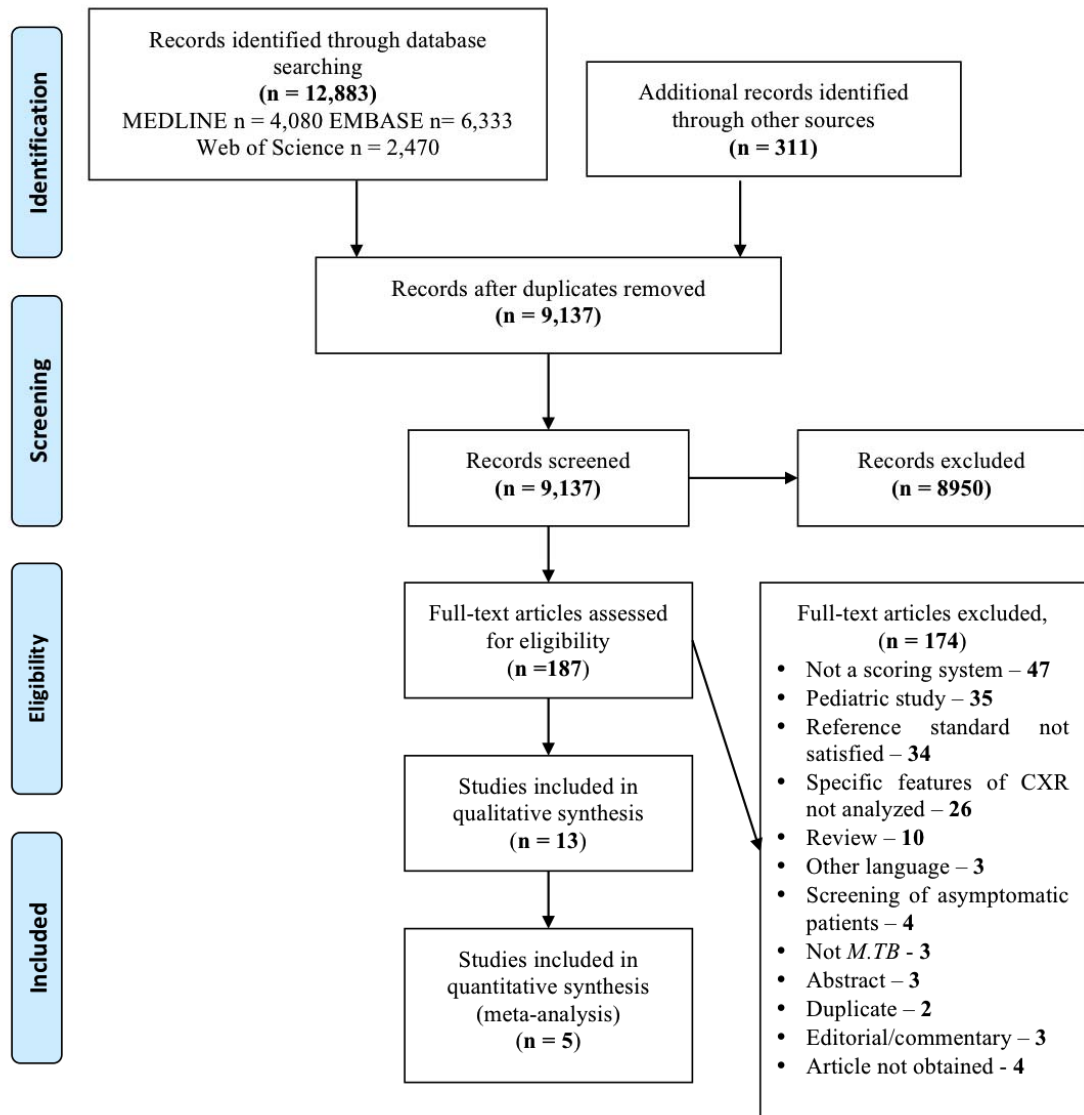 Identification
Records identified through database
searching
(n = 12,883)
MEDLINE n = 4,080 EMBASE n= 6,333
Web of Science n = 2,470
Additional records identified
through other sources
(n = 311)
Records after duplicates removed
(n = 9,137)
Screening
Records screened
(n = 9,137)
Records excluded
(n = 8950)
Eligibility
Full-text articles assessed
for eligibility
(n =187)
Full-text articles excluded,
(n = 174)
• Not a scoring system – 47
• Pediatric study – 35
• Reference standard not
satisfied – 34
• Specific features of CXR
not analyzed – 26
• Review – 10
• Other language – 3
• Screening of asymptomatic
patients – 4
• Not M.TB - 3
• Abstract – 3
• Duplicate – 2
• Editorial/commentary – 3
• Article not obtained - 4
Studies included in
qualitative synthesis
(n = 13)
Included
Studies included in
quantitative synthesis
(meta-analysis)
(n = 5)